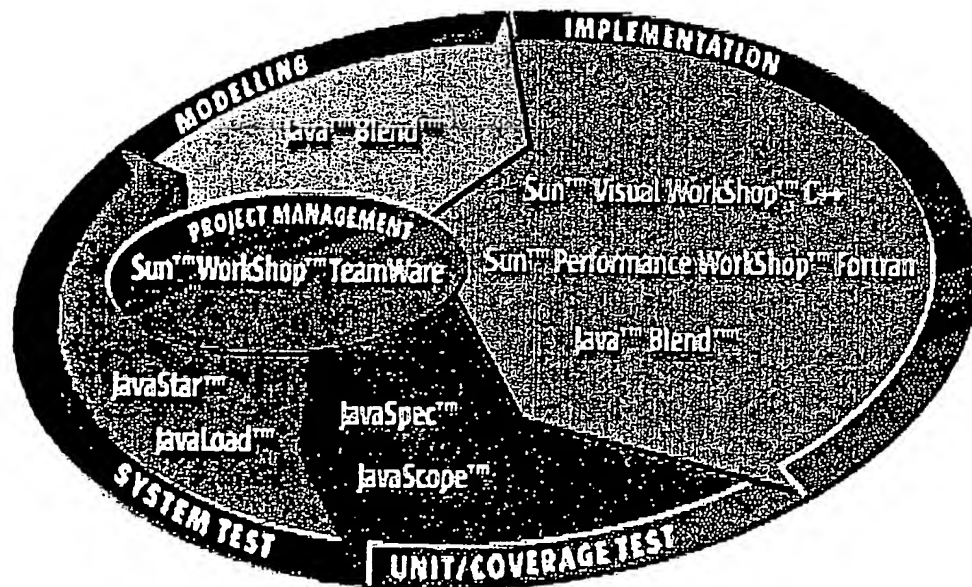 MODELLING
IMPLEMENTATION
Java™ Blend™
Sun™ Visual WorkShop™ C++
PROJECT MANAGEMENT
Sun™ WorkShop™ TeamWare
Sun™ Performance WorkShop™ Fortran
Java™ Blend™
JavaStar™
JavaSpec™
JavaLoad™
JavaScope™
SYSTEM TEST
UNIT/COVERAGE TEST